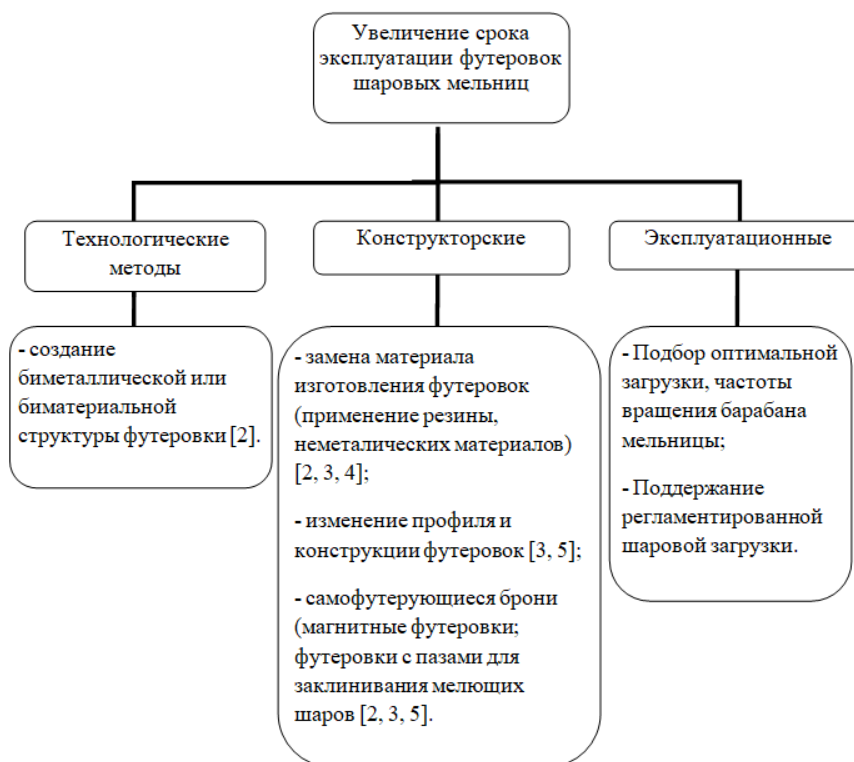 Увеличение срока
эксплуатации футеровок
шаровых мельниц
Технологические
методы
Конструкторские
Эксплуатационные
- создание
биметаллической или
биматериальной
структуры футеровки [2].
- замена материала
изготовления футеровок
(применение резины,
неметалических материалов)
[2, 3, 4];
- изменение профиля и
конструкции футеровок [3, 5];
- самофутерующиеся брони
(магнитные футеровки;
футеровки с пазами для
заклинивания мелющих
шаров [2, 3, 5].
- Подбор оптимальной
загрузки, частоты
вращения барабана
мельницы;
- Поддержание
регламентированной
шаровой загрузки.